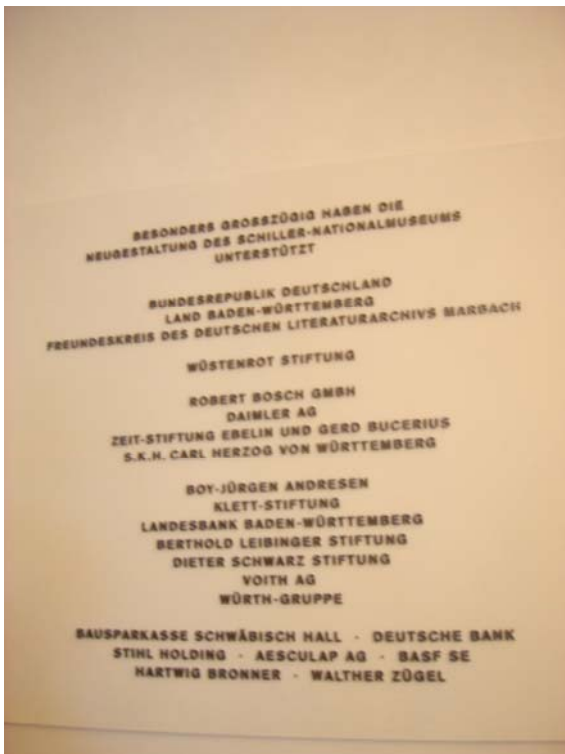 BESONDERS GROSSZÜGIG HABEN DIE
NEUGESTALTUNG DES SCHILLER-NATIONALMUSEUMS
UNTERSTÜTZT
BUNDESREPUBLIK DEUTSCHLAND
LAND BADEN-WÜRTTEMBERG
FREUNDESKREIS DES DEUTSCHEN LITERATURARCHIVS MARBACH
WÜSTENROT STIFTUNG
ROBERT BOSCH GMBH
DAIMLER AG
ZEIT-STIFTUNG EBELIN UND GERD BUCERIUS
S.K.H. CARL HERZOG VON WÜRTTEMBERG
BOY-JÜRGEN ANDRESEN
KLETT-STIFTUNG
LANDESBANK BADEN-WÜRTTEMBERG
BERTHOLD LEIBINGER STIFTUNG
DIETER SCHWARZ STIFTUNG
VOITH AG
WÜRTH-GRUPPE
BAUSPARKASSE SCHWÄBISCH HALL · DEUTSCHE BANK
STIHL HOLDING · AESCULAP AG · BASF SE
HARTWIG BRONNER · WALTHER ZÜGEL